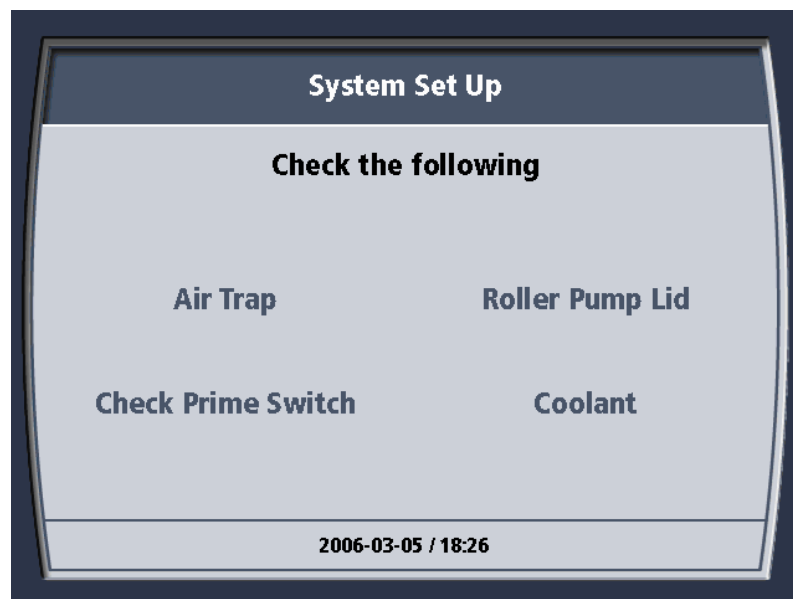 System Set Up
Check the following
Air Trap
Roller Pump Lid
Check Prime Switch
Coolant
2006-03-05 / 18:26